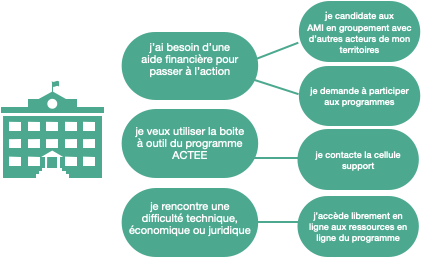 j'ai besoin d'une
aide financière pour
passer à l'action
je candidate aux
AMI en groupement avec
d'autres acteurs de mon
territoires
je demande à participer
aux programmes
je veux utiliser la boite
à outil du programme
ACTEE
je contacte la cellule
support
je rencontre une
difficulté technique,
économique ou juridique
j'accède librement en
ligne aux ressources en
ligne du programme